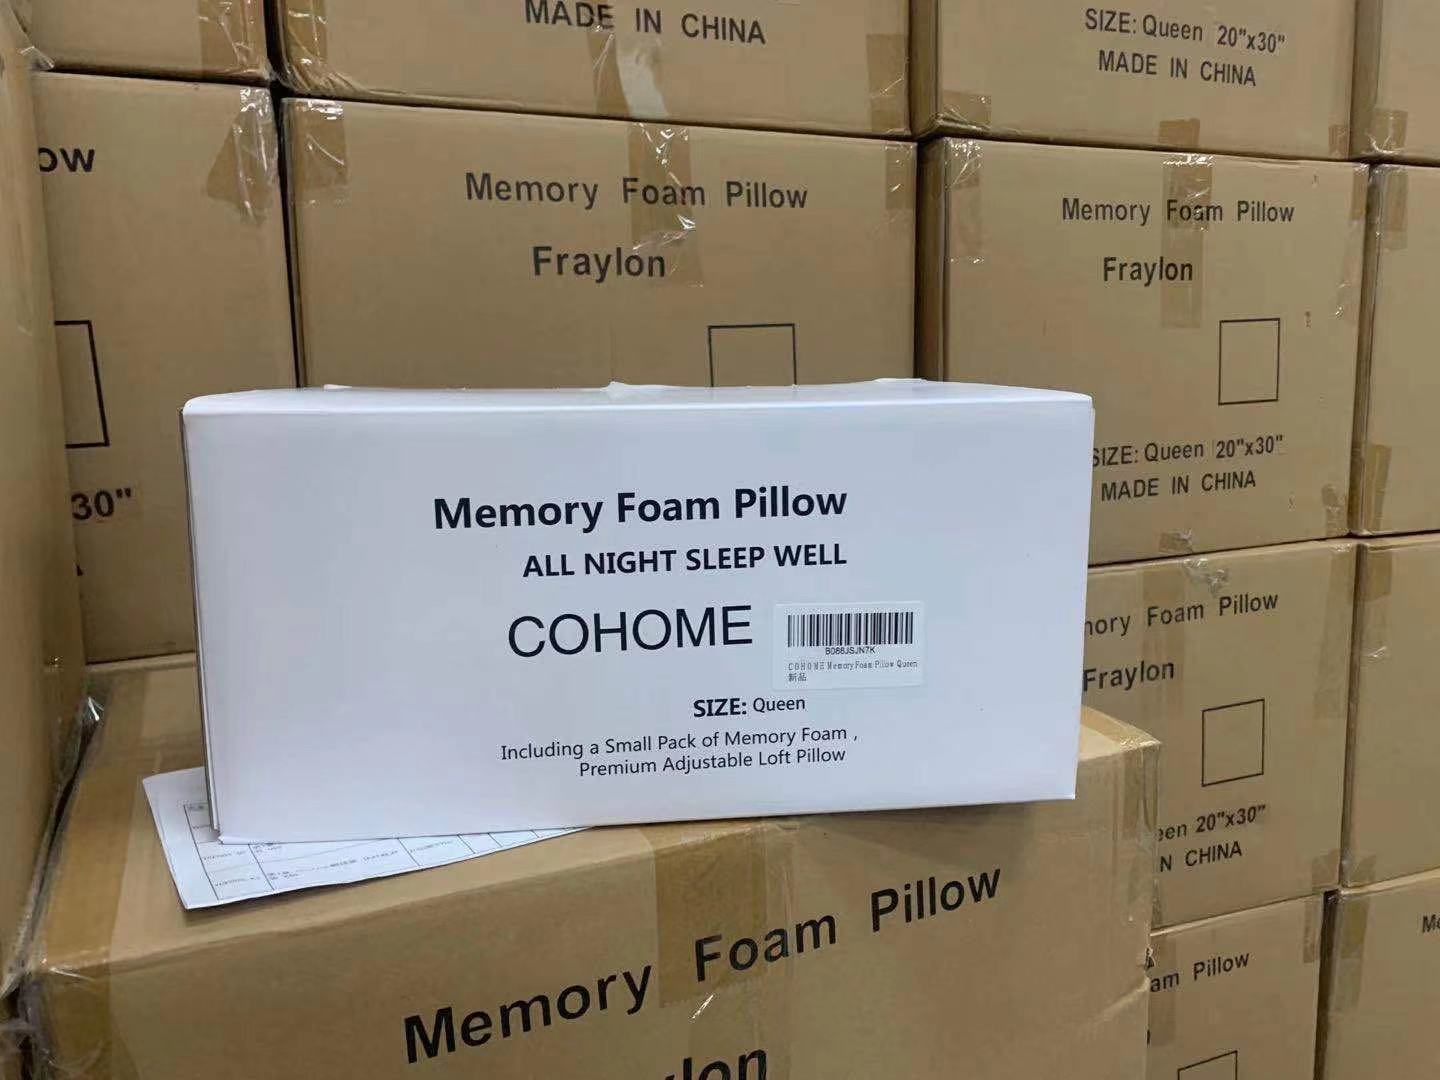 MADE IN CHINA
SIZE: Queen 20"x30"
MADE IN CHINA
ow
30"
Memory Foam Pillow
Fraylon
Memory Foam Pillow
Fraylon
SIZE: Queen 20"x30"
MADE IN CHINA
Memory Foam Pillow
ALL NIGHT SLEEP WELL
COHOME
B086JSJN7K
COHOME Memory Foam Pillow Queen
新品
SIZE: Queen
Including a Small Pack of Memory Foam ,
Premium Adjustable Loft Pillow
mory Foam Pillow
Fraylon
een 20"x30"
N CHINA
am Pillow
Me
Memory Foam Pillow
ylon